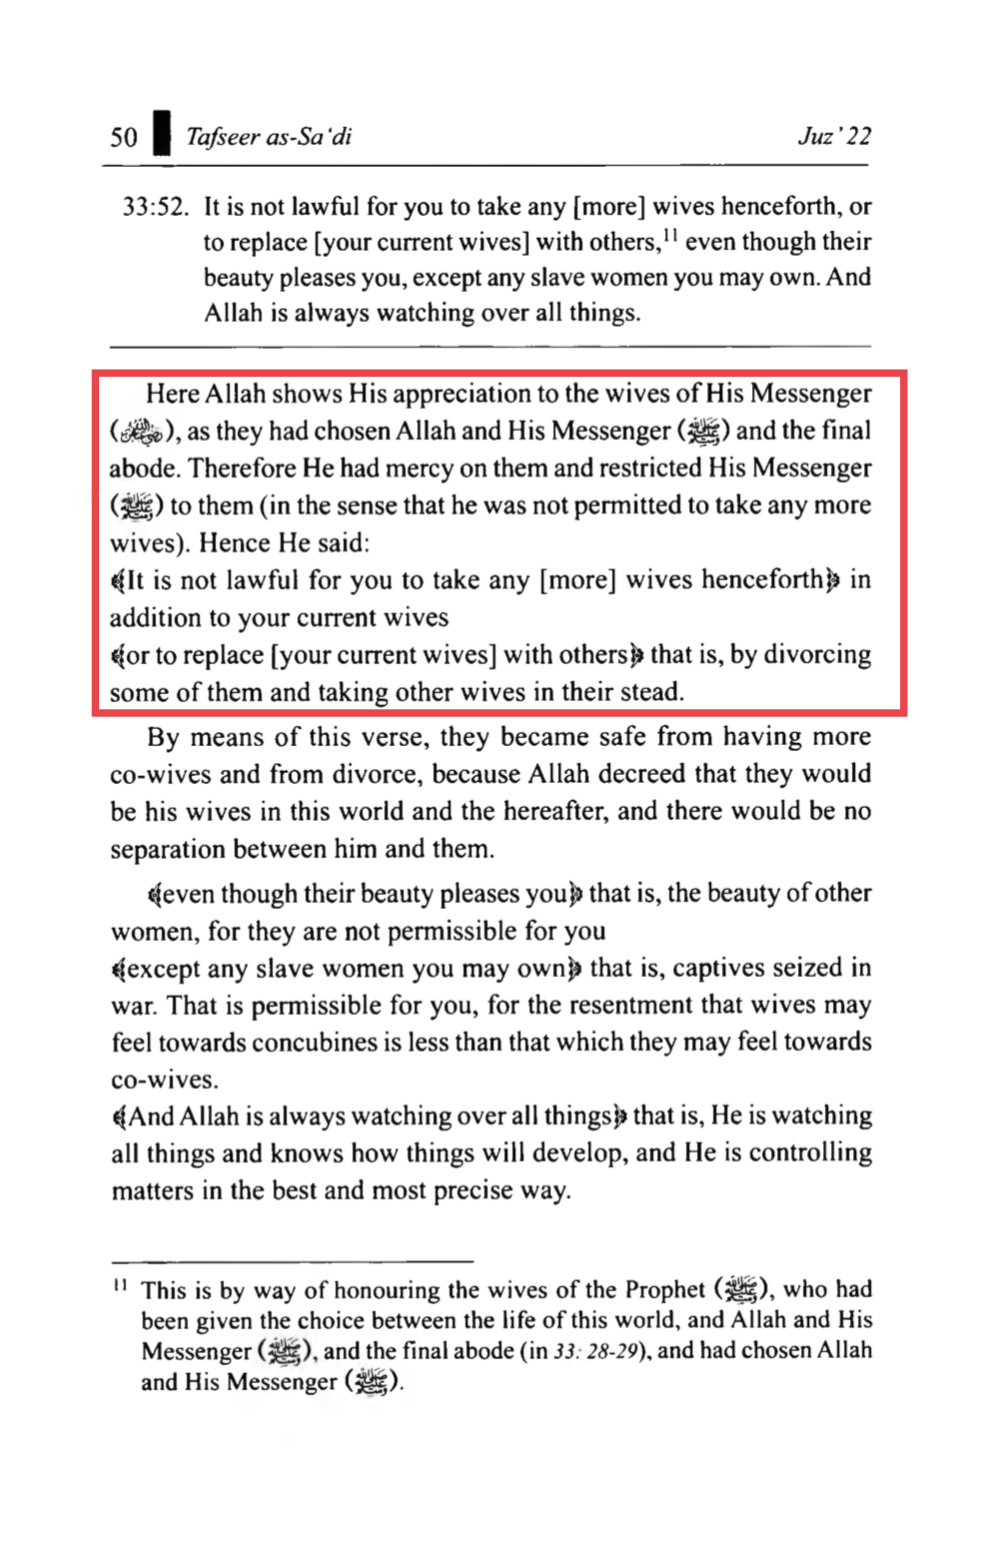 50 Tafseer as-Sa‘di Juz’ 22
33:52. It is not lawful for you to take any [more] wives henceforth, or
to replace [your current wives] with others,¹¹ even though their
beauty pleases you, except any slave women you may own. And
Allah is always watching over all things.
Here Allah shows His appreciation to the wives of His Messenger
(رضي الله عنهن), as they had chosen Allah and His Messenger (ﷺ) and the final
abode. Therefore He had mercy on them and restricted His Messenger
(ﷺ) to them (in the sense that he was not permitted to take any more
wives). Hence He said:
﴾It is not lawful for you to take any [more] wives henceforth﴿ in
addition to your current wives
﴾or to replace [your current wives] with others﴿ that is, by divorcing
some of them and taking other wives in their stead.
By means of this verse, they became safe from having more
co-wives and from divorce, because Allah decreed that they would
be his wives in this world and the hereafter, and there would be no
separation between him and them.
﴾even though their beauty pleases you﴿ that is, the beauty of other
women, for they are not permissible for you
﴾except any slave women you may own﴿ that is, captives seized in
war. That is permissible for you, for the resentment that wives may
feel towards concubines is less than that which they may feel towards
co-wives.
﴾And Allah is always watching over all things﴿ that is, He is watching
all things and knows how things will develop, and He is controlling
matters in the best and most precise way.
¹¹ This is by way of honouring the wives of the Prophet (ﷺ), who had
been given the choice between the life of this world, and Allah and His
Messenger (ﷺ), and the final abode (in 33: 28-29), and had chosen Allah
and His Messenger (ﷺ).